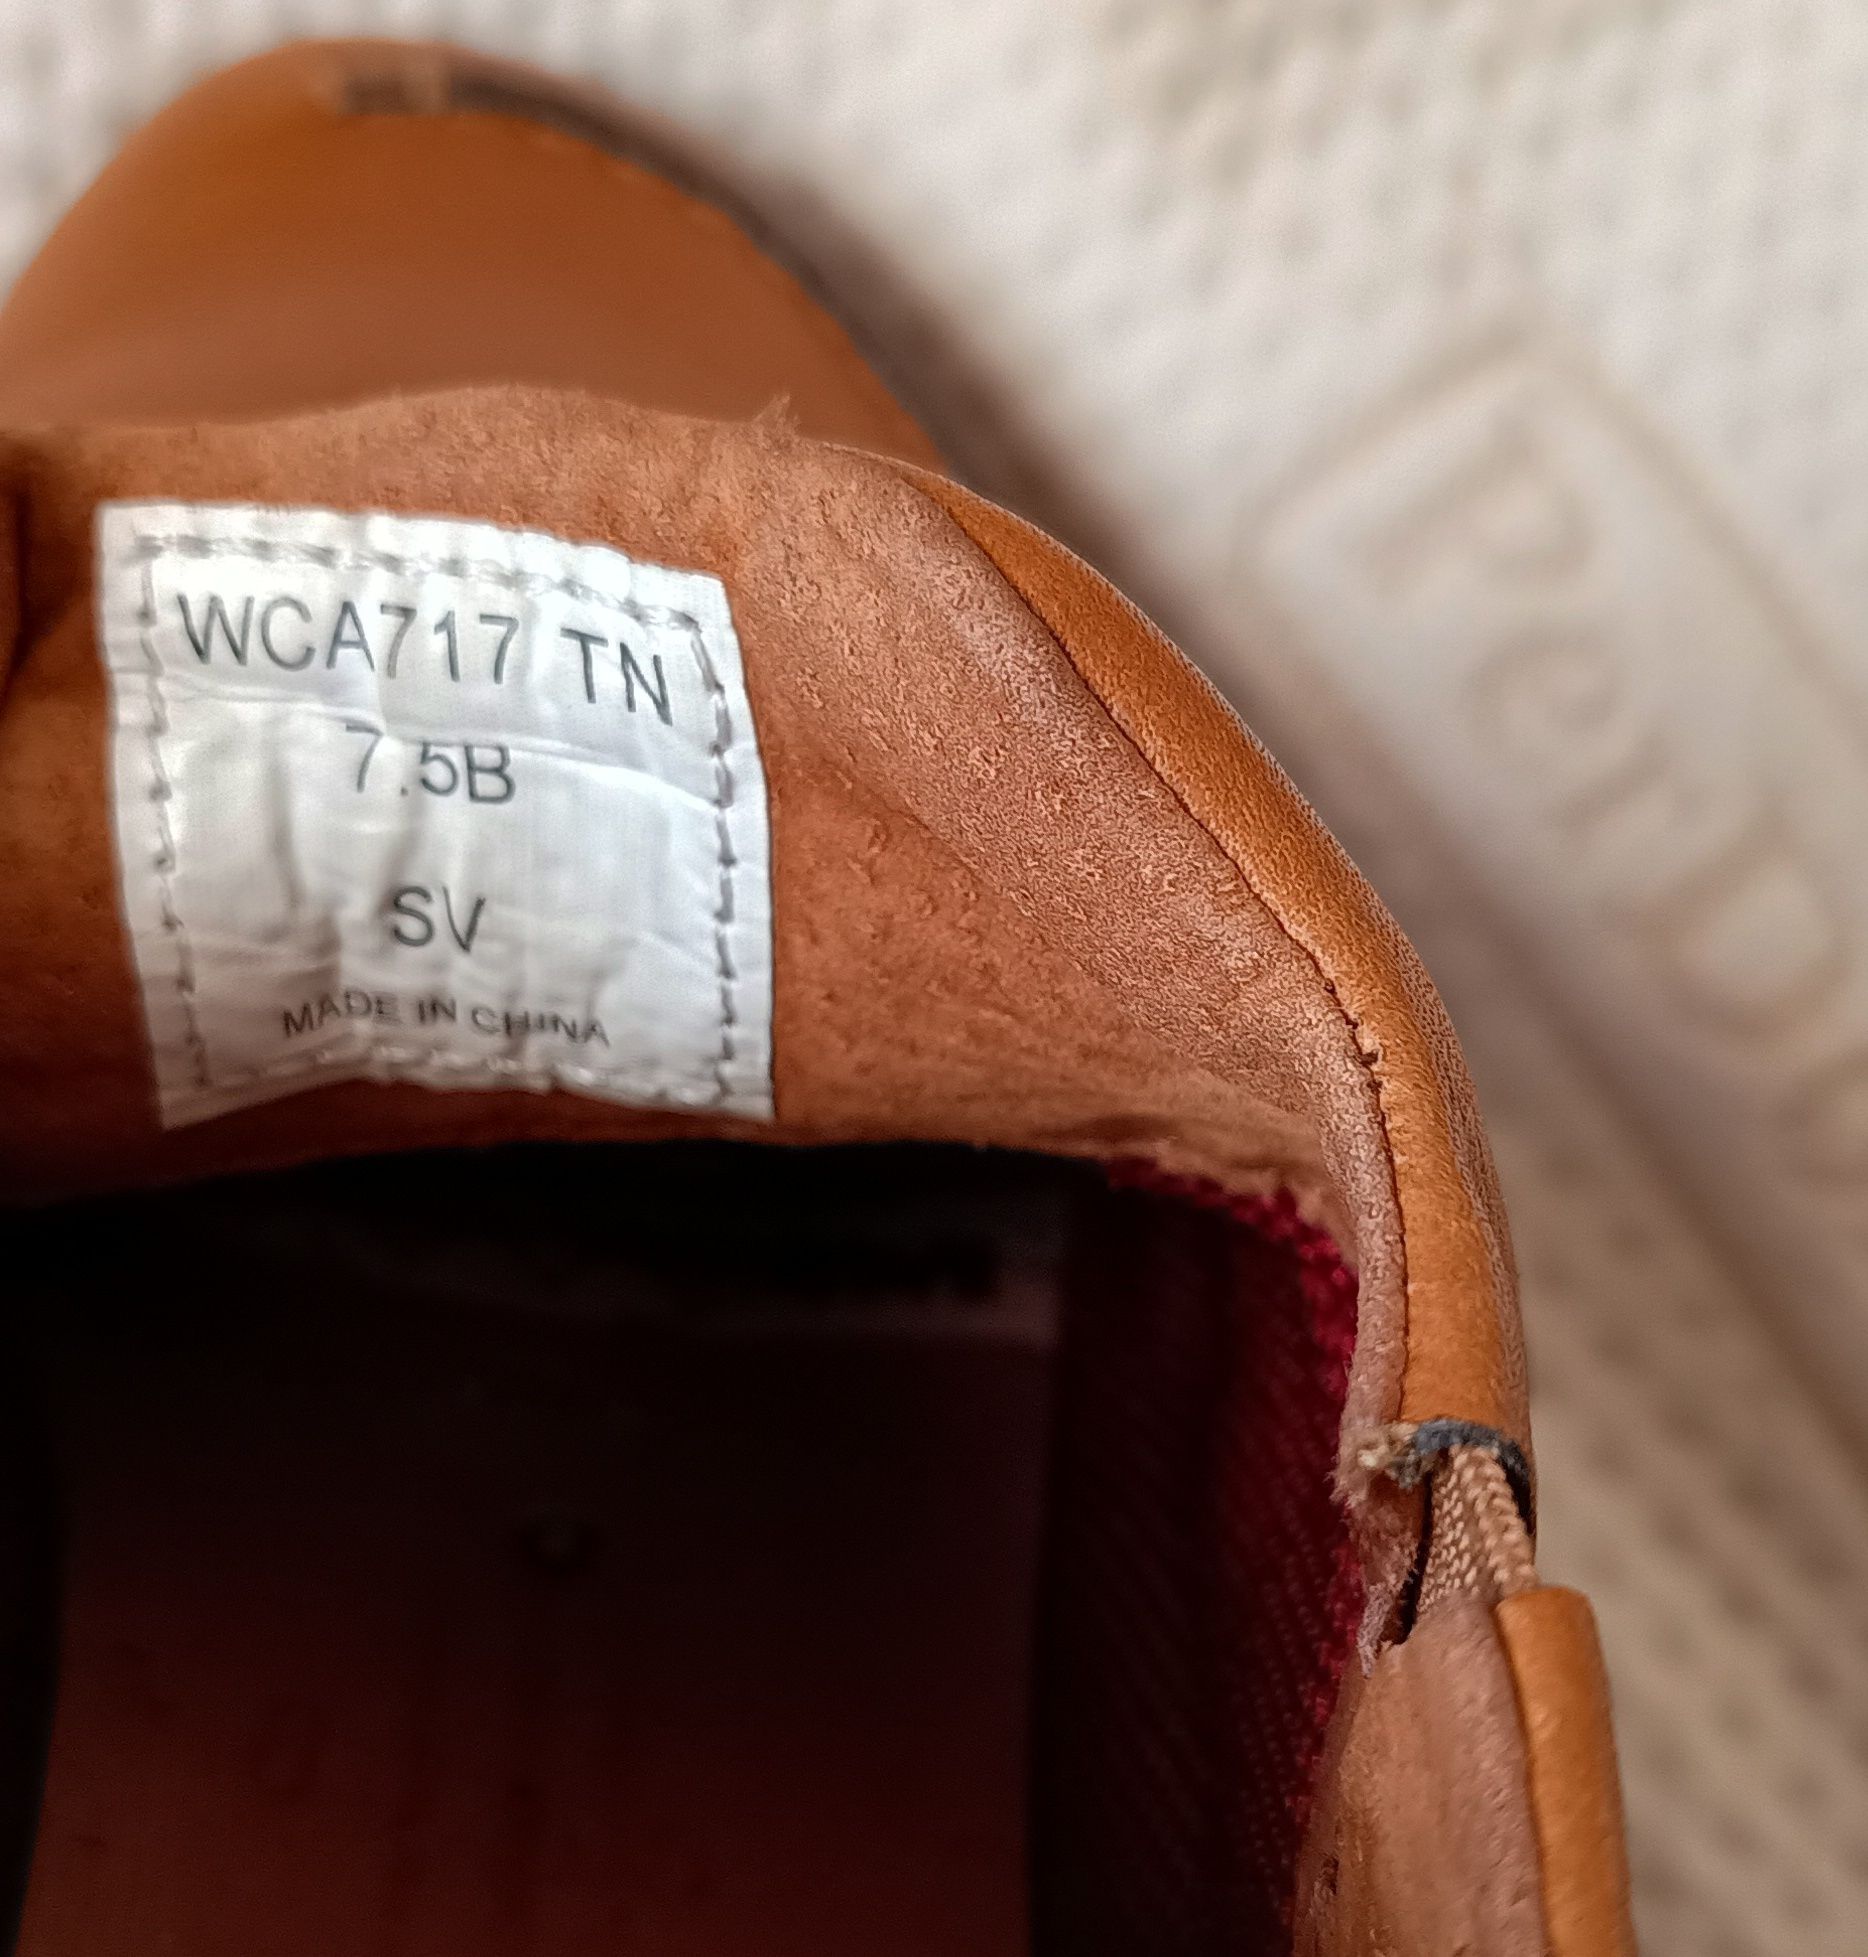 WCA717 TN
7.5B
SV
MADE IN CHINA